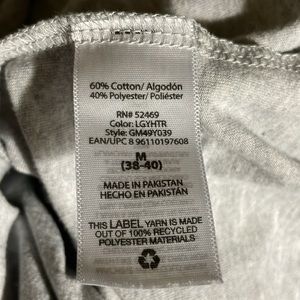 60% Cotton/ Algodón
40% Polyester/ Poliéster
RN# 52469
Color: LGYHTR
Style: GM49Y039
EAN/UPC 8 96110197608
M
(38-40)
MADE IN PAKISTAN
HECHO EN PAKISTÁN
THIS LABEL YARN IS MADE
OUT OF 100% RECYCLED
POLYESTER MATERIALS